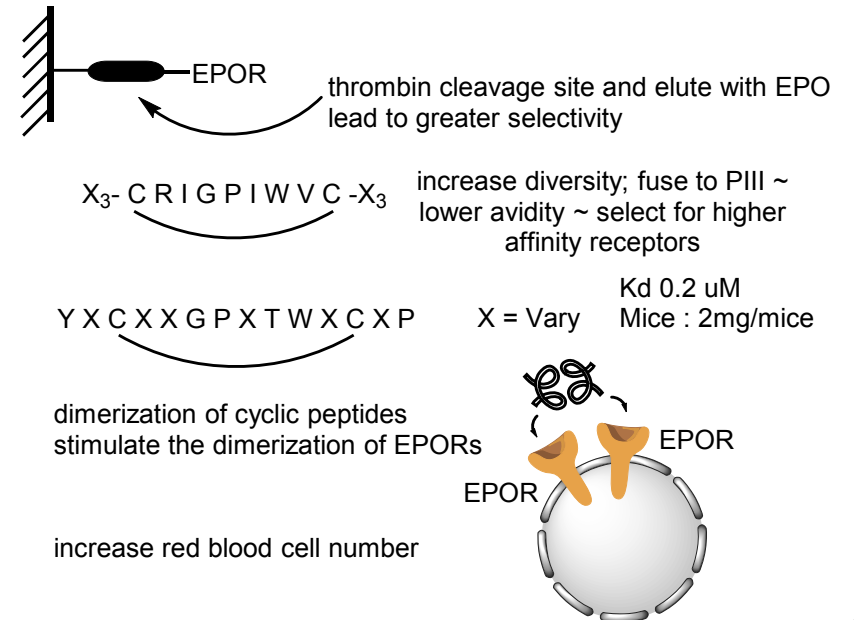 EPOR
thrombin cleavage site and elute with EPO
lead to greater selectivity
X3- C R I G P I W V C -X3
increase diversity; fuse to PIII ~
lower avidity ~ select for higher
affinity receptors
Y X C X X G P X T W X C X P
X = Vary
Kd 0.2 uM
Mice : 2mg/mice
dimerization of cyclic peptides
stimulate the dimerization of EPORs
EPOR
EPOR
increase red blood cell number